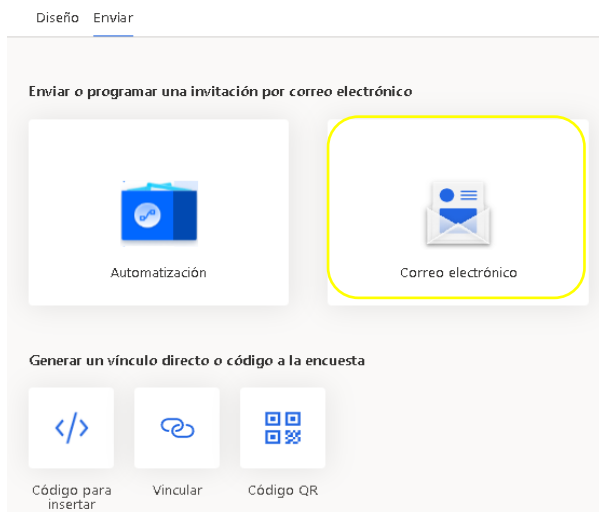 Diseño Enviar
Enviar o programar una invitación por correo electrónico
Automatización
Correo electrónico
Generar un vínculo directo o código a la encuesta
Código para
insertar
Vincular
Código QR